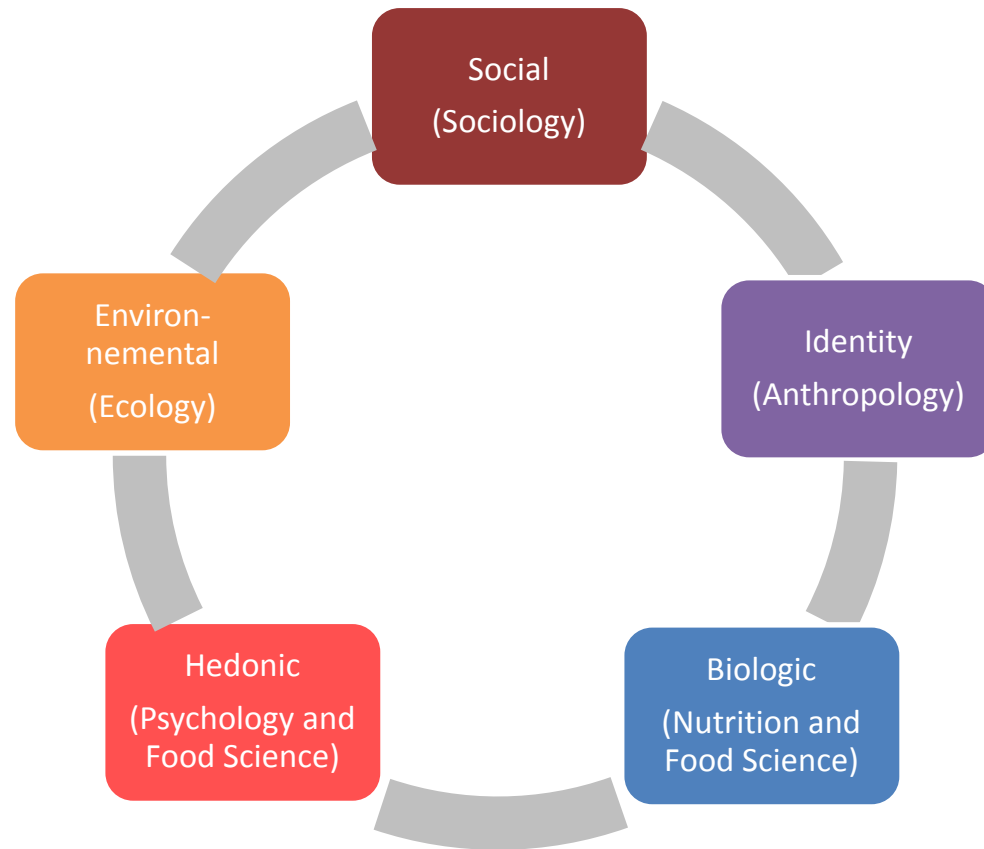 Social
(Sociology)
Environ-
nemental
(Ecology)
Identity
(Anthropology)
Hedonic
(Psychology and
Food Science)
Biologic
(Nutrition and
Food Science)